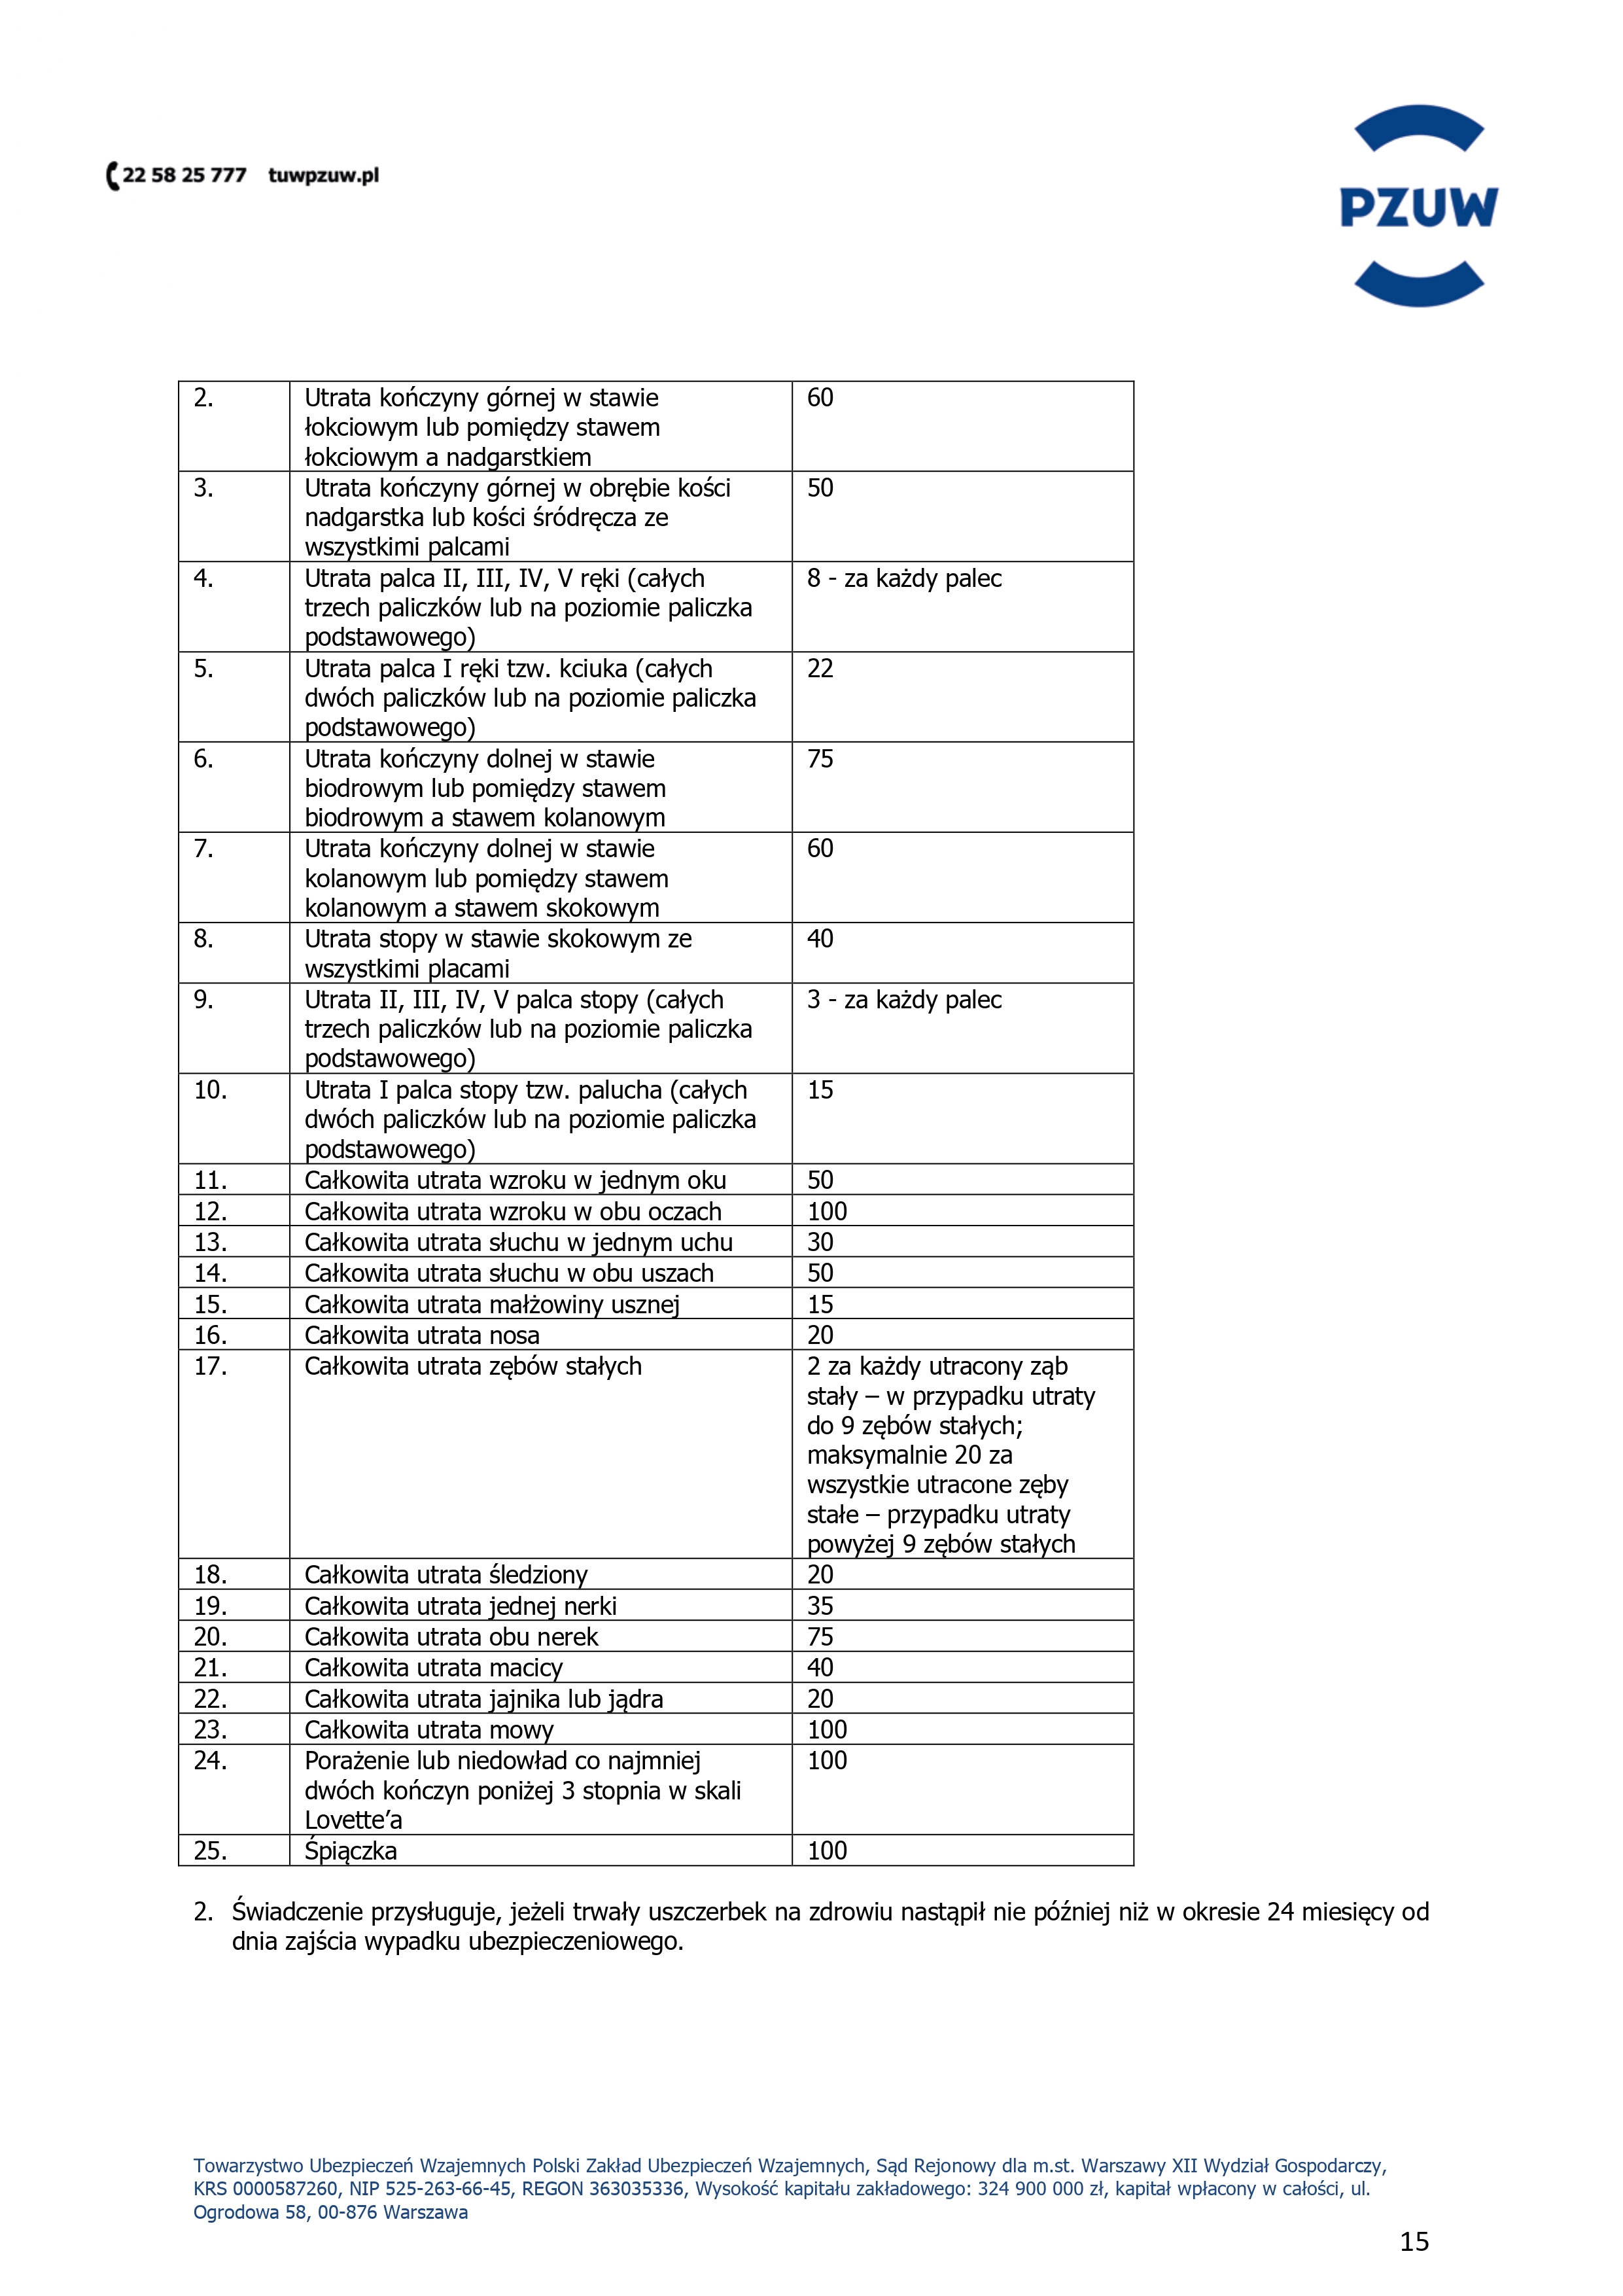 22 58 25 777 tuwpzuw.pl
PZUW
2. Utrata kończyny górnej w stawie 60
łokciowym lub pomiędzy stawem
łokciowym a nadgarstkiem
3. Utrata kończyny górnej w obrębie kości 50
nadgarstka lub kości śródręcza ze
wszystkimi palcami
4. Utrata palca II, III, IV, V ręki (całych 8 - za każdy palec
trzech paliczków lub na poziomie paliczka
podstawowego)
5. Utrata palca I ręki tzw. kciuka (całych 22
dwóch paliczków lub na poziomie paliczka
podstawowego)
6. Utrata kończyny dolnej w stawie 75
biodrowym lub pomiędzy stawem
biodrowym a stawem kolanowym
7. Utrata kończyny dolnej w stawie 60
kolanowym lub pomiędzy stawem
kolanowym a stawem skokowym
8. Utrata stopy w stawie skokowym ze 40
wszystkimi placami
9. Utrata II, III, IV, V palca stopy (całych 3 - za każdy palec
trzech paliczków lub na poziomie paliczka
podstawowego)
10. Utrata I palca stopy tzw. palucha (całych 15
dwóch paliczków lub na poziomie paliczka
podstawowego)
11. Całkowita utrata wzroku w jednym oku 50
12. Całkowita utrata wzroku w obu oczach 100
13. Całkowita utrata słuchu w jednym uchu 30
14. Całkowita utrata słuchu w obu uszach 50
15. Całkowita utrata małżowiny usznej 15
16. Całkowita utrata nosa 20
17. Całkowita utrata zębów stałych 2 za każdy utracony ząb
stały – w przypadku utraty
do 9 zębów stałych;
maksymalnie 20 za
wszystkie utracone zęby
stałe – przypadku utraty
powyżej 9 zębów stałych
18. Całkowita utrata śledziony 20
19. Całkowita utrata jednej nerki 35
20. Całkowita utrata obu nerek 75
21. Całkowita utrata macicy 40
22. Całkowita utrata jajnika lub jądra 20
23. Całkowita utrata mowy 100
24. Porażenie lub niedowład co najmniej 100
dwóch kończyn poniżej 3 stopnia w skali
Lovette’a
25. Śpiączka 100
2. Świadczenie przysługuje, jeżeli trwały uszczerbek na zdrowiu nastąpił nie później niż w okresie 24 miesięcy od
dnia zajścia wypadku ubezpieczeniowego.
Towarzystwo Ubezpieczeń Wzajemnych Polski Zakład Ubezpieczeń Wzajemnych, Sąd Rejonowy dla m.st. Warszawy XII Wydział Gospodarczy,
KRS 0000587260, NIP 525-263-66-45, REGON 363035336, Wysokość kapitału zakładowego: 324 900 000 zł, kapitał wpłacony w całości, ul.
Ogrodowa 58, 00-876 Warszawa
15